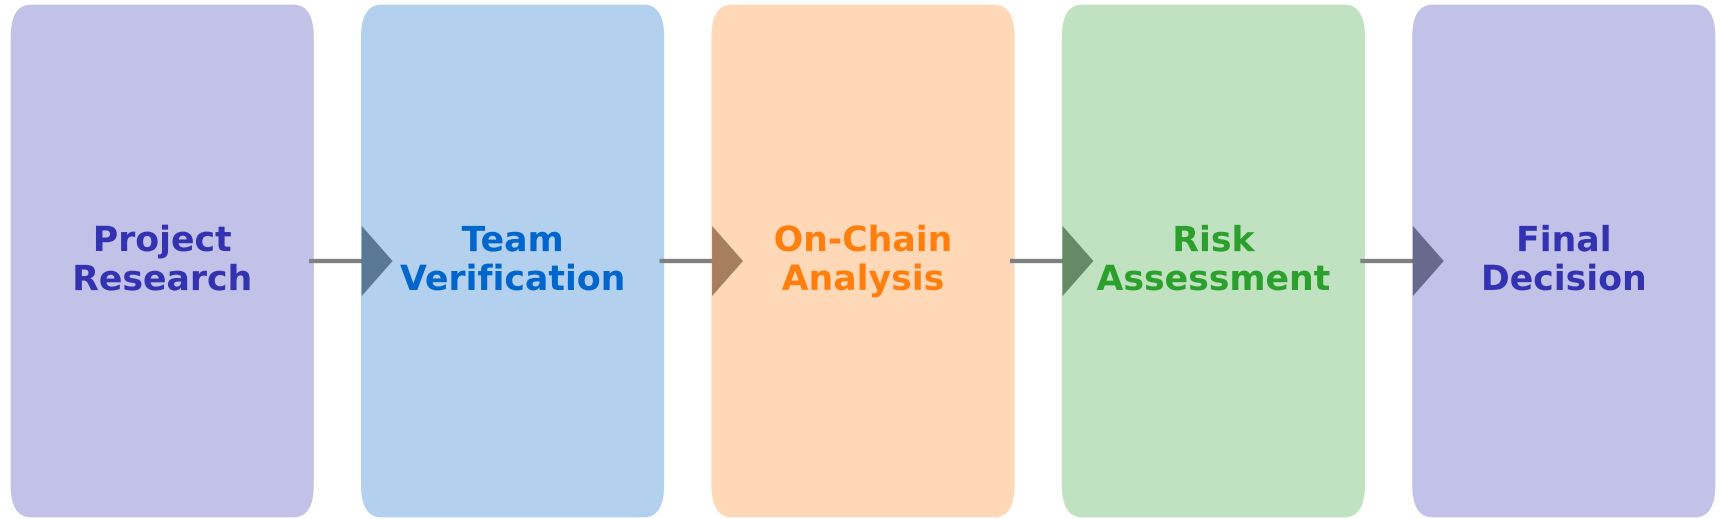 Project
Research
Team
Verification
On-Chain
Analysis
Risk
Assessment
Final
Decision